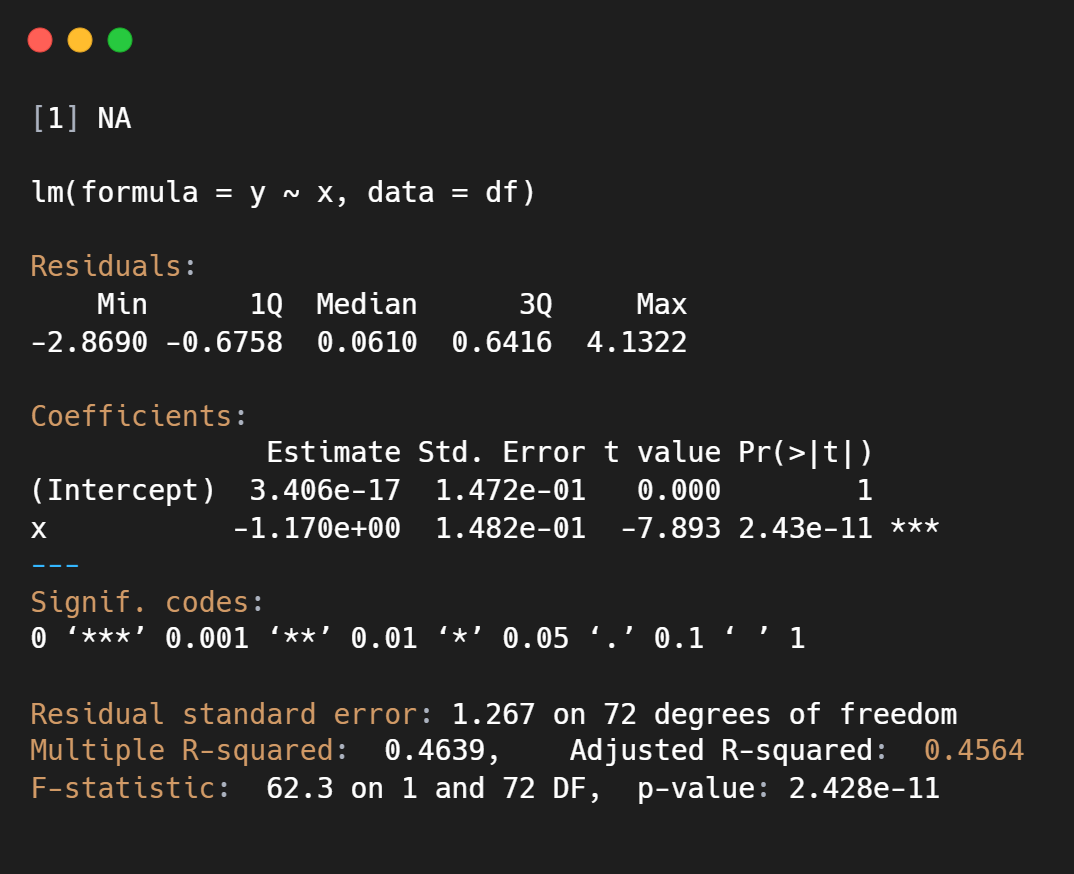 [1] NA
lm(formula = y ~ x, data = df)
Residuals:
    Min      1Q  Median      3Q     Max
-2.8690 -0.6758  0.0610  0.6416  4.1322
Coefficients:
              Estimate Std. Error t value Pr(>|t|)
(Intercept)  3.406e-17  1.472e-01   0.000        1
x           -1.170e+00  1.482e-01  -7.893 2.43e-11 ***
---
Signif. codes:
0 ‘***’ 0.001 ‘**’ 0.01 ‘*’ 0.05 ‘.’ 0.1 ‘ ’ 1
Residual standard error: 1.267 on 72 degrees of freedom
Multiple R-squared:  0.4639,    Adjusted R-squared:  0.4564
F-statistic:  62.3 on 1 and 72 DF,  p-value: 2.428e-11